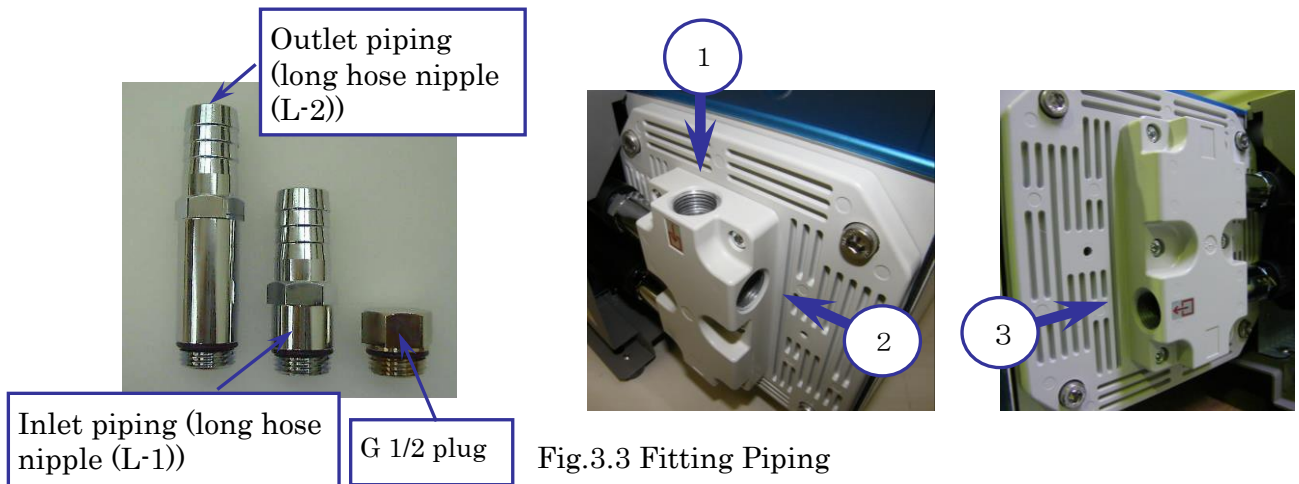 Outlet piping
(long hose nipple
(L-2))
1
2
3
Inlet piping (long hose
nipple (L-1))
G 1/2 plug
Fig.3.3 Fitting Piping